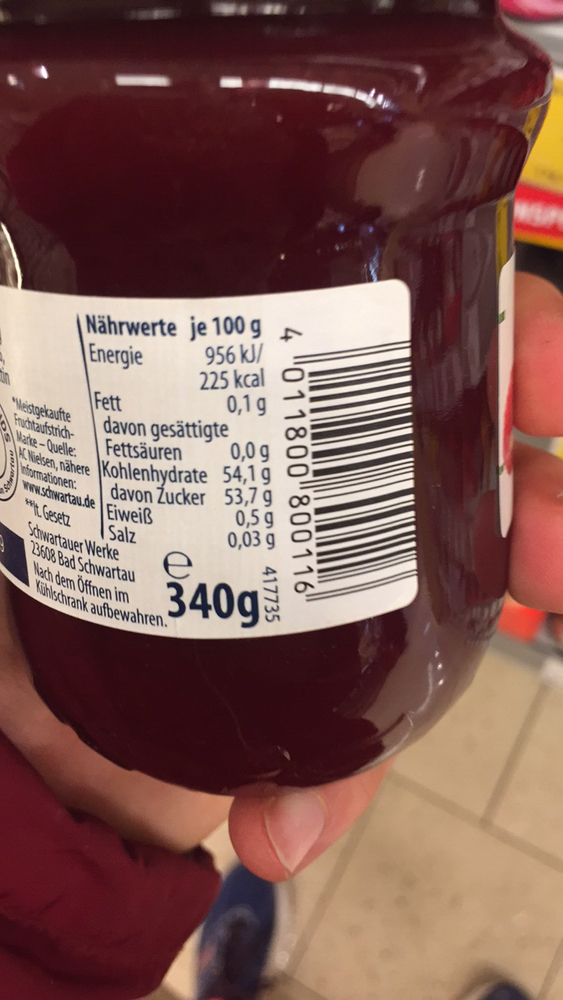 Nährwerte je 100 g
Energie 956 kJ/
225 kcal
Fett 0,1 g
davon gesättigte
Fettsäuren 0,0 g
Kohlenhydrate 54,1 g
davon Zucker 53,7 g
Eiweiß 0,5 g
Salz 0,03 g
*Meistgekaufte
Fruchtaufstrich-
Marke – Quelle:
AC Nielsen, nähere
Informationen:
www.schwartau.de
**lt. Gesetz
Schwartauer Werke
23608 Bad Schwartau
Nach dem Öffnen im
Kühlschrank aufbewahren.
e
340g
417735
4 011800 800116